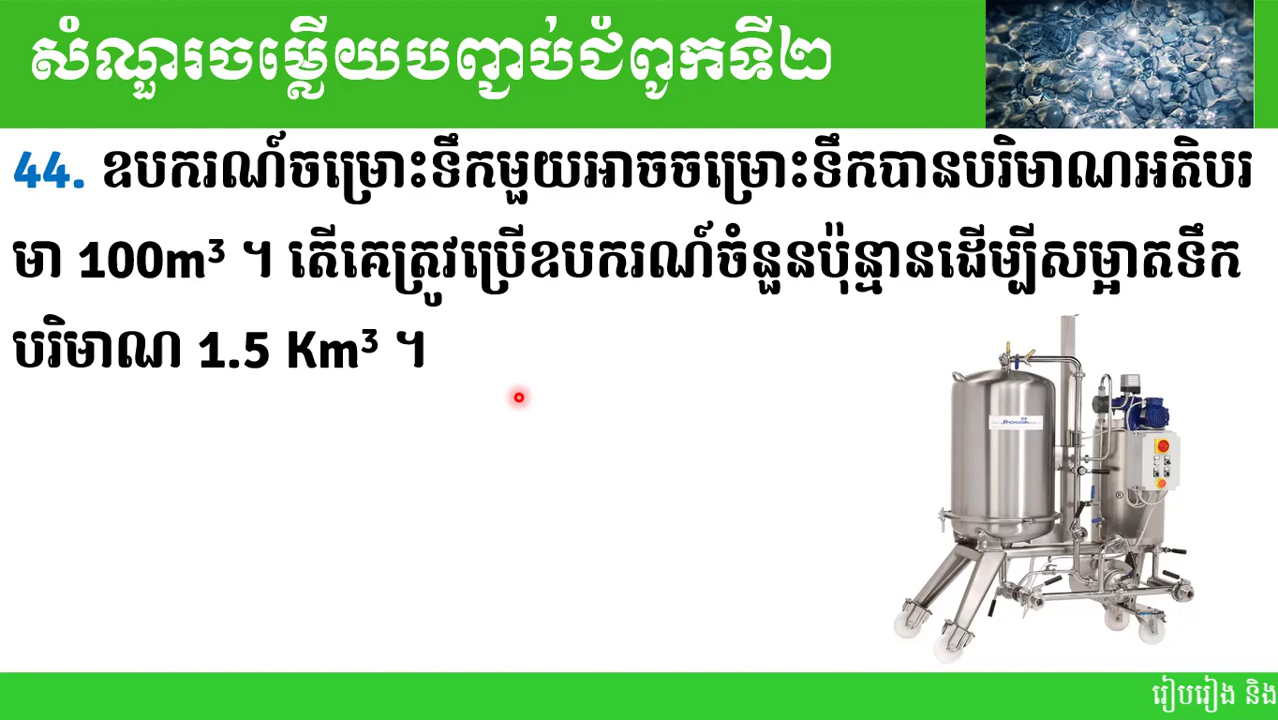 សំណួរចម្លើយបញ្ចប់ជំពូកទី២
44. ឧបករណ៍ចម្រោះទឹកមួយអាចចម្រោះទឹកបានបរិមាណអតិបរ
មា 100m³ ។ តើគេត្រូវប្រើឧបករណ៍ចំនួនប៉ុន្មានដើម្បីសម្អាតទឹក
បរិមាណ 1.5 Km³ ។
រៀបរៀង និង